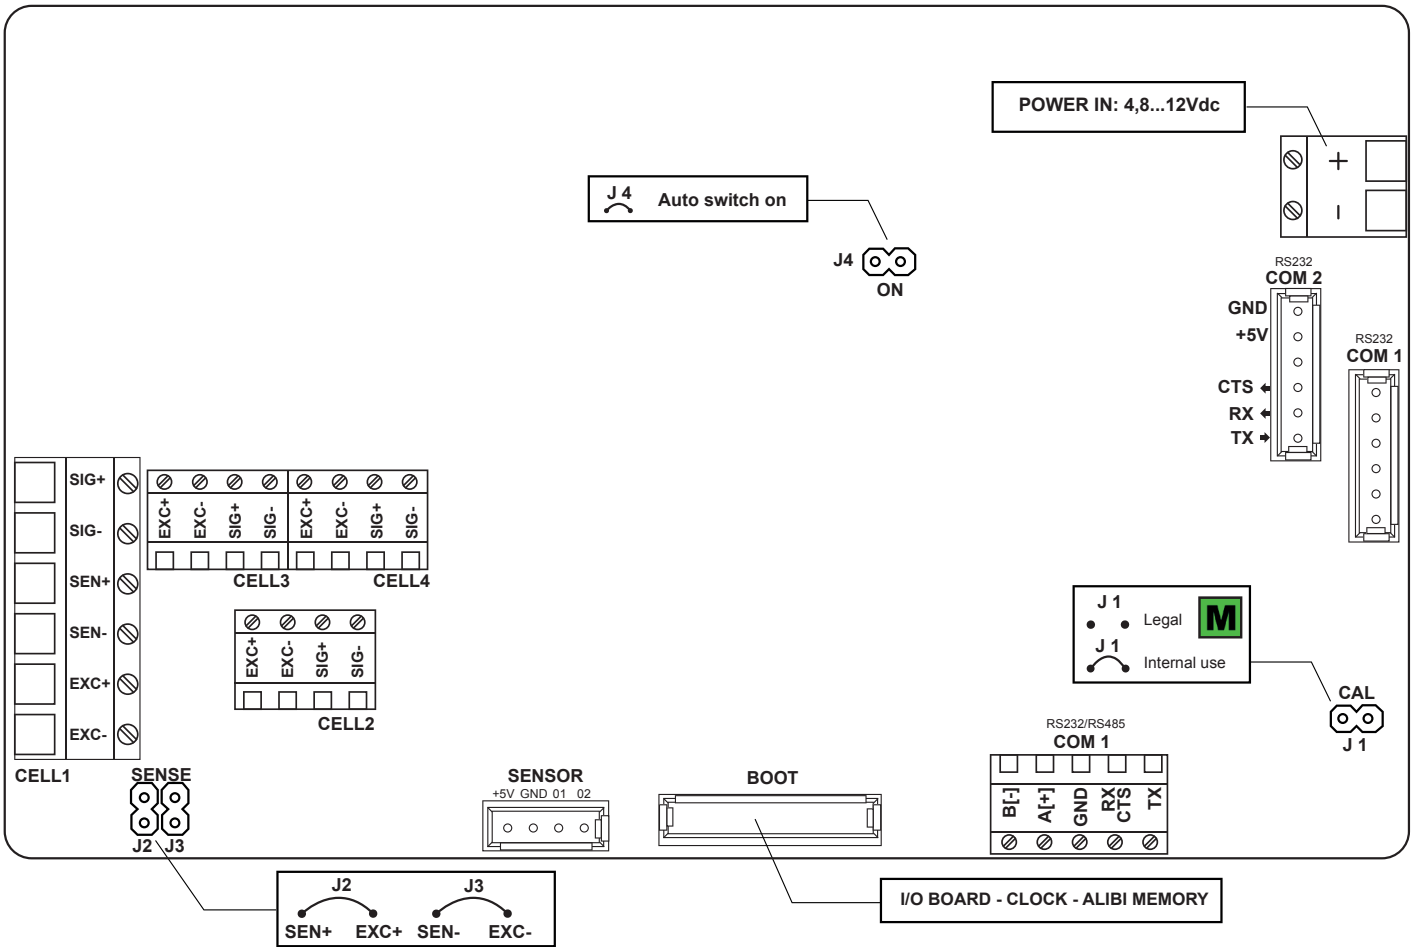 POWER IN: 4,8...12Vdc
+
–
J 4 Auto switch on
J4
ON
RS232
COM 2
GND
+5V
CTS
RX
TX
RS232
COM 1
SIG+
SIG-
SEN+
SEN-
EXC+
EXC-
CELL1
EXC+ EXC- SIG+ SIG- EXC+ EXC- SIG+ SIG-
CELL3 CELL4
EXC+ EXC- SIG+ SIG-
CELL2
J 1
Legal M
J 1
Internal use
CAL
J 1
SENSE
J2 J3
SENSOR
+5V GND 01 02
BOOT
RS232/RS485
COM 1
B[-] A[+] GND RX CTS TX
J2 J3
SEN+ EXC+ SEN- EXC-
I/O BOARD - CLOCK - ALIBI MEMORY